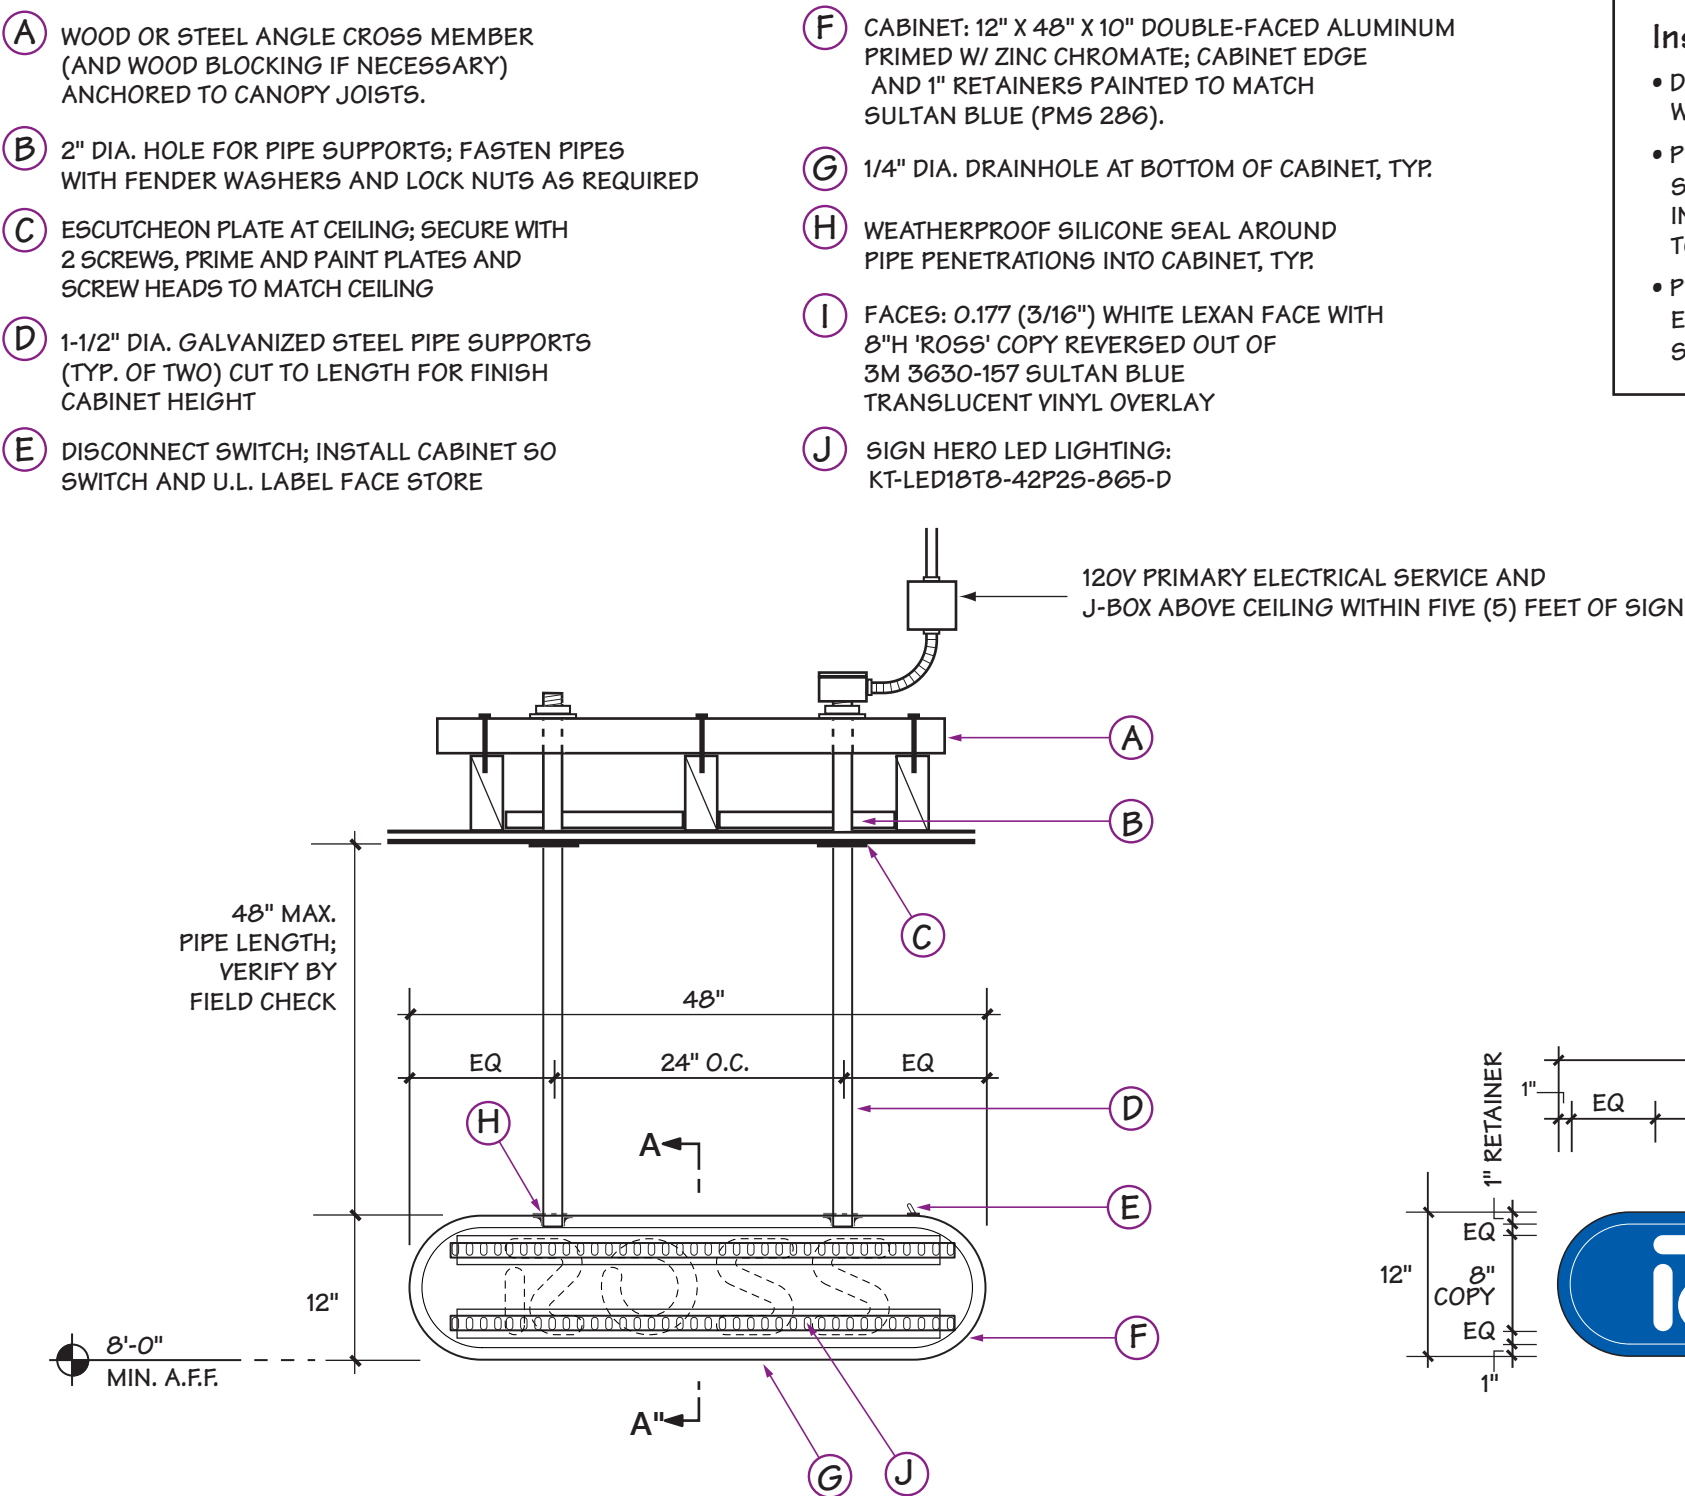 A WOOD OR STEEL ANGLE CROSS MEMBER
(AND WOOD BLOCKING IF NECESSARY)
ANCHORED TO CANOPY JOISTS.
B 2" DIA. HOLE FOR PIPE SUPPORTS; FASTEN PIPES
WITH FENDER WASHERS AND LOCK NUTS AS REQUIRED
C ESCUTCHEON PLATE AT CEILING; SECURE WITH
2 SCREWS, PRIME AND PAINT PLATES AND
SCREW HEADS TO MATCH CEILING
D 1-1/2" DIA. GALVANIZED STEEL PIPE SUPPORTS
(TYP. OF TWO) CUT TO LENGTH FOR FINISH
CABINET HEIGHT
E DISCONNECT SWITCH; INSTALL CABINET SO
SWITCH AND U.L. LABEL FACE STORE
F CABINET: 12" X 48" X 10" DOUBLE-FACED ALUMINUM
PRIMED W/ ZINC CHROMATE; CABINET EDGE
AND 1" RETAINERS PAINTED TO MATCH
SULTAN BLUE (PMS 286).
G 1/4" DIA. DRAINHOLE AT BOTTOM OF CABINET, TYP.
H WEATHERPROOF SILICONE SEAL AROUND
PIPE PENETRATIONS INTO CABINET, TYP.
I FACES: 0.177 (3/16") WHITE LEXAN FACE WITH
8"H 'ROSS' COPY REVERSED OUT OF
3M 3630-157 SULTAN BLUE
TRANSLUCENT VINYL OVERLAY
J SIGN HERO LED LIGHTING:
KT-LED18T8-42P2S-865-D
120V PRIMARY ELECTRICAL SERVICE AND
J-BOX ABOVE CEILING WITHIN FIVE (5) FEET OF SIGN
A
B
C
48" MAX.
PIPE LENGTH;
VERIFY BY
FIELD CHECK
48"
EQ 24" O.C. EQ
D
H
A
E
ROSS
12"
F
8'-0"
MIN. A.F.F.
A"
G
J
1" RETAINER
1"
EQ
EQ
12"
8"
COPY
EQ
1"